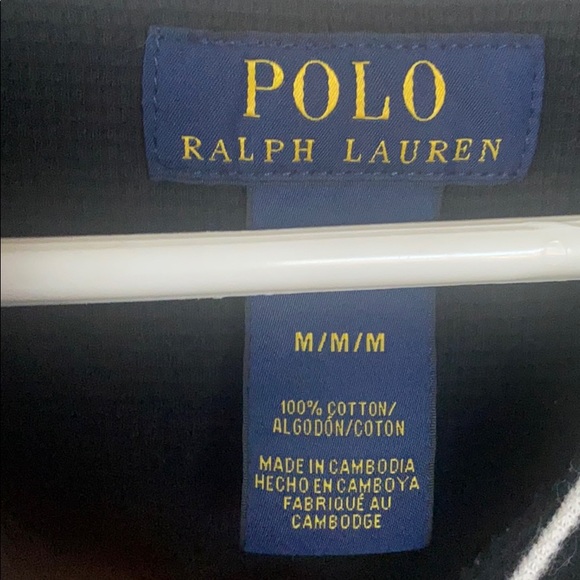 POLO
RALPH LAUREN
M/M/M
100% COTTON/
ALGODÓN/COTON
MADE IN CAMBODIA
HECHO EN CAMBOYA
FABRIQUÉ AU
CAMBODGE